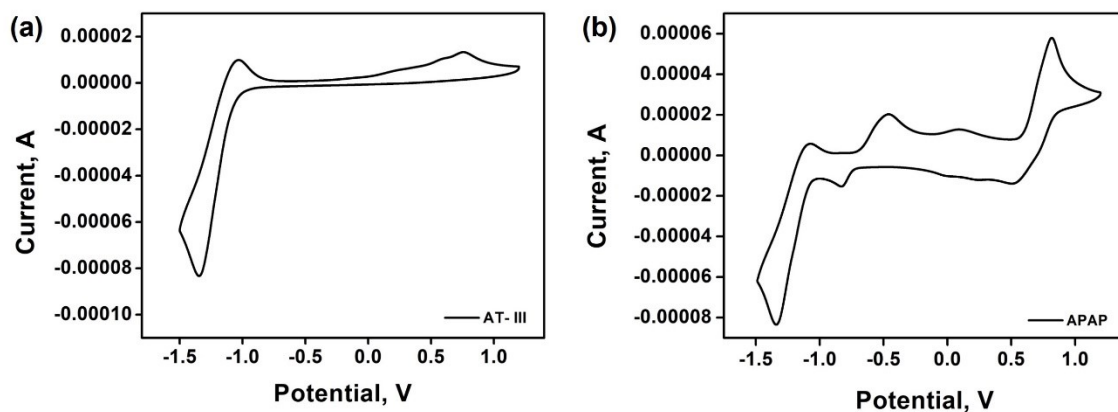 (a)
Current, A
0.00002
0.00000
-0.00002
-0.00004
-0.00006
-0.00008
-0.00010
AT- III
-1.5 -1.0 -0.5 0.0 0.5 1.0
Potential, V
(b)
Current, A
0.00006
0.00004
0.00002
0.00000
-0.00002
-0.00004
-0.00006
-0.00008
APAP
-1.5 -1.0 -0.5 0.0 0.5 1.0
Potential, V